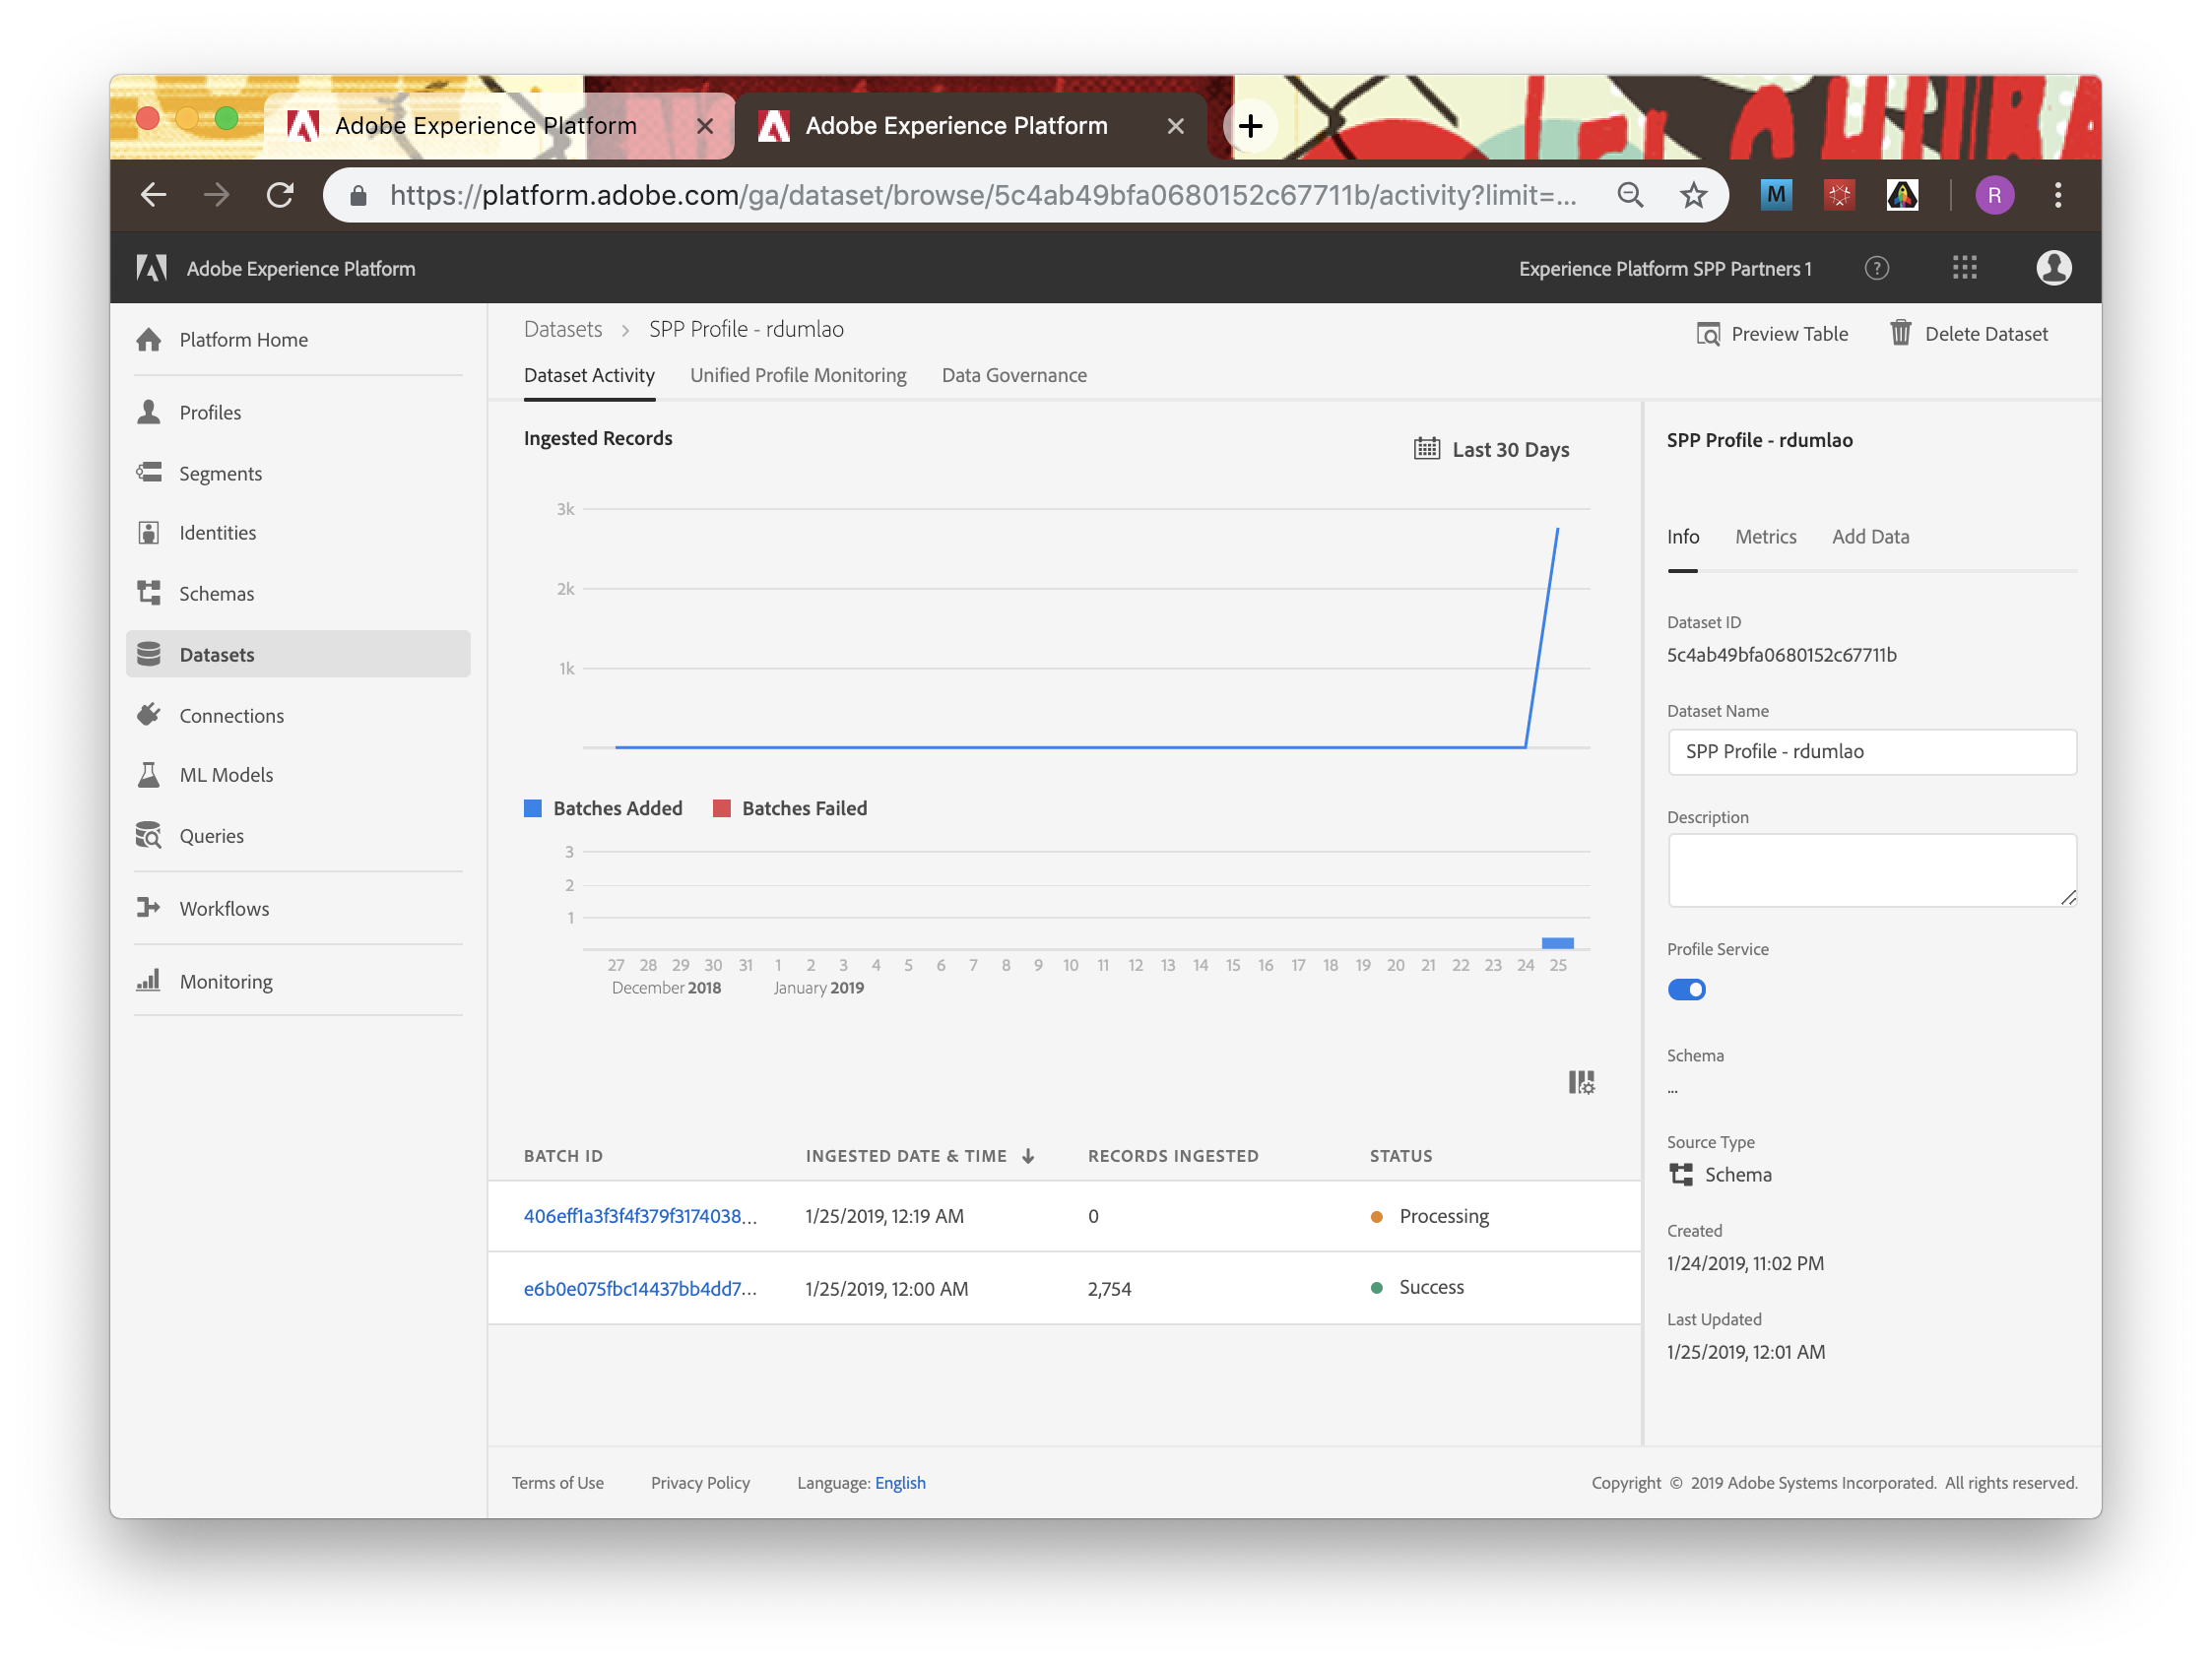 Adobe Experience Platform
Adobe Experience Platform
https://platform.adobe.com/ga/dataset/browse/5c4ab49bfa0680152c67711b/activity?limit=...
M
R
Adobe Experience Platform
Experience Platform SPP Partners 1
?
Platform Home
Profiles
Segments
Identities
Schemas
Datasets
Connections
ML Models
Queries
Workflows
Monitoring
Datasets > SPP Profile - rdumlao
Preview Table
Delete Dataset
Dataset Activity Unified Profile Monitoring Data Governance
Ingested Records
Last 30 Days
3k
2k
1k
Batches Added Batches Failed
3
2
1
27 28 29 30 31 1 2 3 4 5 6 7 8 9 10 11 12 13 14 15 16 17 18 19 20 21 22 23 24 25
December 2018 January 2019
BATCH ID INGESTED DATE & TIME ↓ RECORDS INGESTED STATUS
406eff1a3f3f4f379f3174038... 1/25/2019, 12:19 AM 0 Processing
e6b0e075fbc14437bb4dd7... 1/25/2019, 12:00 AM 2,754 Success
SPP Profile - rdumlao
Info Metrics Add Data
Dataset ID
5c4ab49bfa0680152c67711b
Dataset Name
SPP Profile - rdumlao
Description
Profile Service
Schema
...
Source Type
Schema
Created
1/24/2019, 11:02 PM
Last Updated
1/25/2019, 12:01 AM
Terms of Use Privacy Policy Language: English
Copyright © 2019 Adobe Systems Incorporated. All rights reserved.